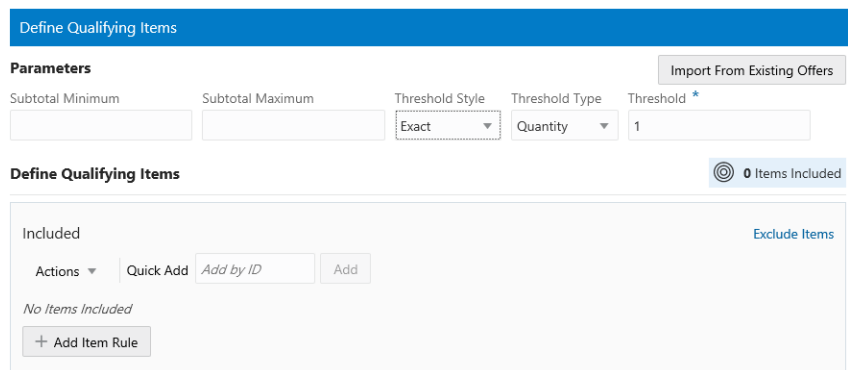 Define Qualifying Items
Parameters
Import From Existing Offers
Subtotal Minimum Subtotal Maximum Threshold Style Threshold Type Threshold *
Exact Quantity 1
Define Qualifying Items 0 Items Included
Included Exclude Items
Actions Quick Add Add by ID Add
No Items Included
+ Add Item Rule